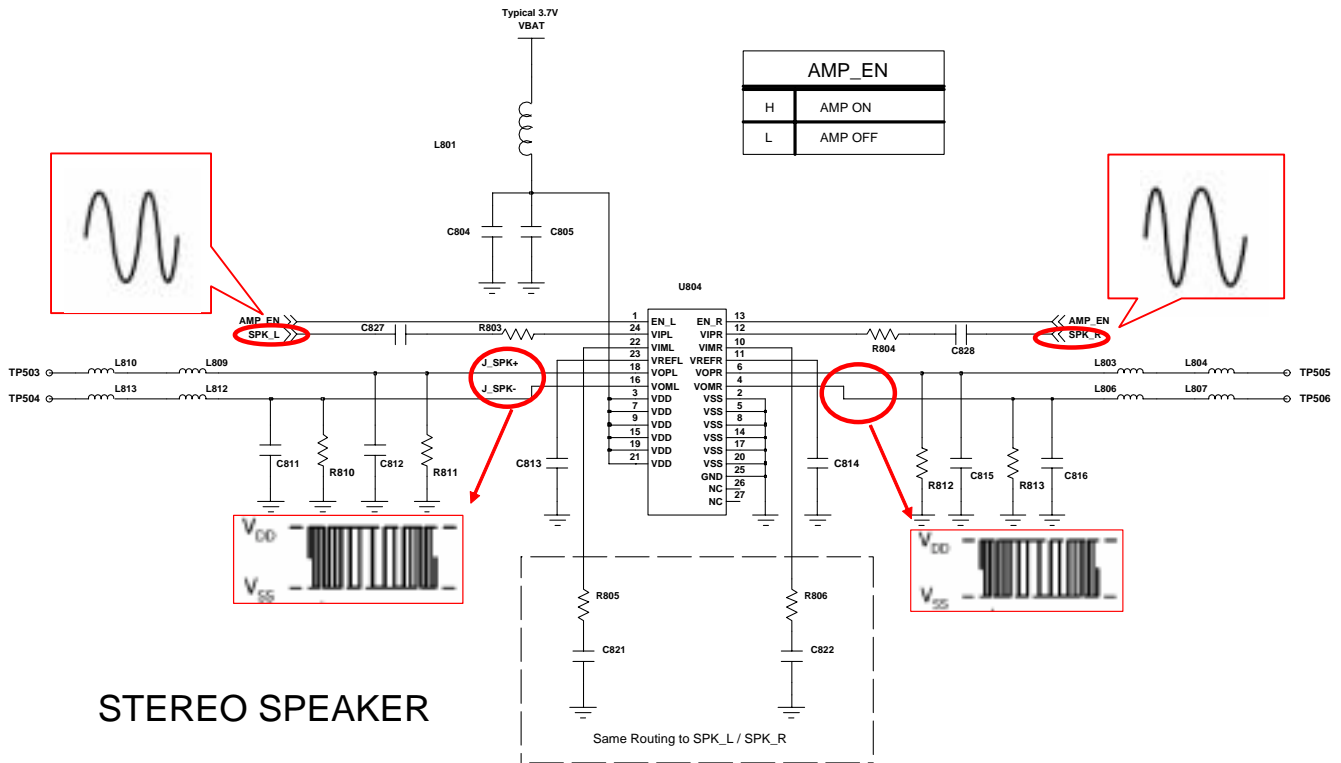 Typical 3.7V
VBAT
AMP_EN
H AMP ON
L AMP OFF
L801
C804 C805
U804
AMP_EN 1 EN_L EN_R 13 AMP_EN
SPK_L C827 R803 24 VIPL VIPR 12 R804 C828 SPK_R
22 VIML VIMR 10
23 VREFL VREFR 11
TP503 L810 L809 J_SPK+ 18 VOPL VOPR 6 L803 L804 TP505
TP504 L813 L812 J_SPK- 16 VOML VOMR 4 L806 L807 TP506
3 VDD VSS 2
7 VDD VSS 5
9 VDD VSS 8
15 VDD VSS 14
19 VDD VSS 17
21 VDD VSS 20
GND 25
NC 26
NC 27
C811 R810 C812 R811 C813 C814 R812 C815 R813 C816
VDD
VSS
VDD
VSS
R805 R806
C821 C822
STEREO SPEAKER
Same Routing to SPK_L / SPK_R